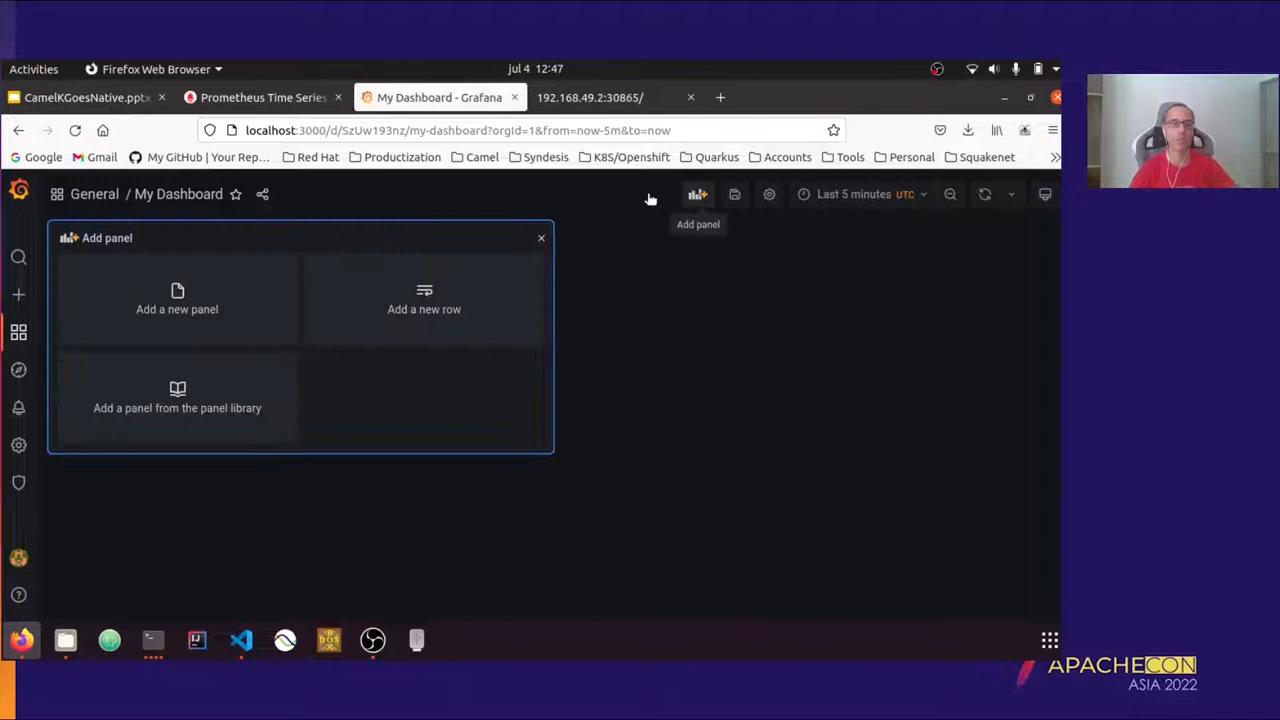 Activities
Firefox Web Browser
jul 4 12:47
CamelKGoesNative.pptx
Prometheus Time Series
My Dashboard - Grafana
192.168.49.2:30865/
localhost:3000/d/SzUw193nz/my-dashboard?orgId=1&from=now-5m&to=now
Google
Gmail
My GitHub | Your Rep…
Red Hat
Productization
Camel
Syndesis
K8S/Openshift
Quarkus
Accounts
Tools
Personal
Squakenet
General / My Dashboard
Last 5 minutes UTC
Add panel
Add panel
Add a new panel
Add a new row
Add a panel from the panel library
APACHECON
ASIA 2022